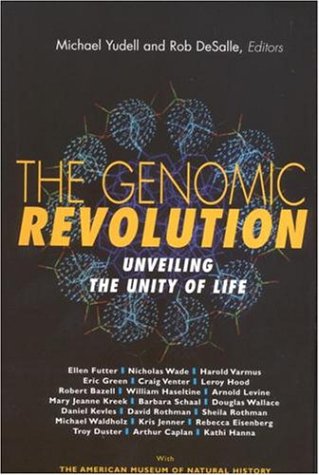 Michael Yudell and Rob DeSalle, Editors
THE GENOMIC
REVOLUTION
UNVEILING
THE UNITY OF LIFE
Ellen Futter Nicholas Wade Harold Varmus
Eric Green Craig Venter Leroy Hood
Robert Bazell William Haseltine Arnold Levine
Mary Jeanne Kreek Barbara Schaal Douglas Wallace
Daniel Kevles David Rothman Sheila Rothman
Michael Waldholz Kris Jenner Rebecca Eisenberg
Troy Duster Arthur Caplan Kathi Hanna
With
THE AMERICAN MUSEUM OF NATURAL HISTORY